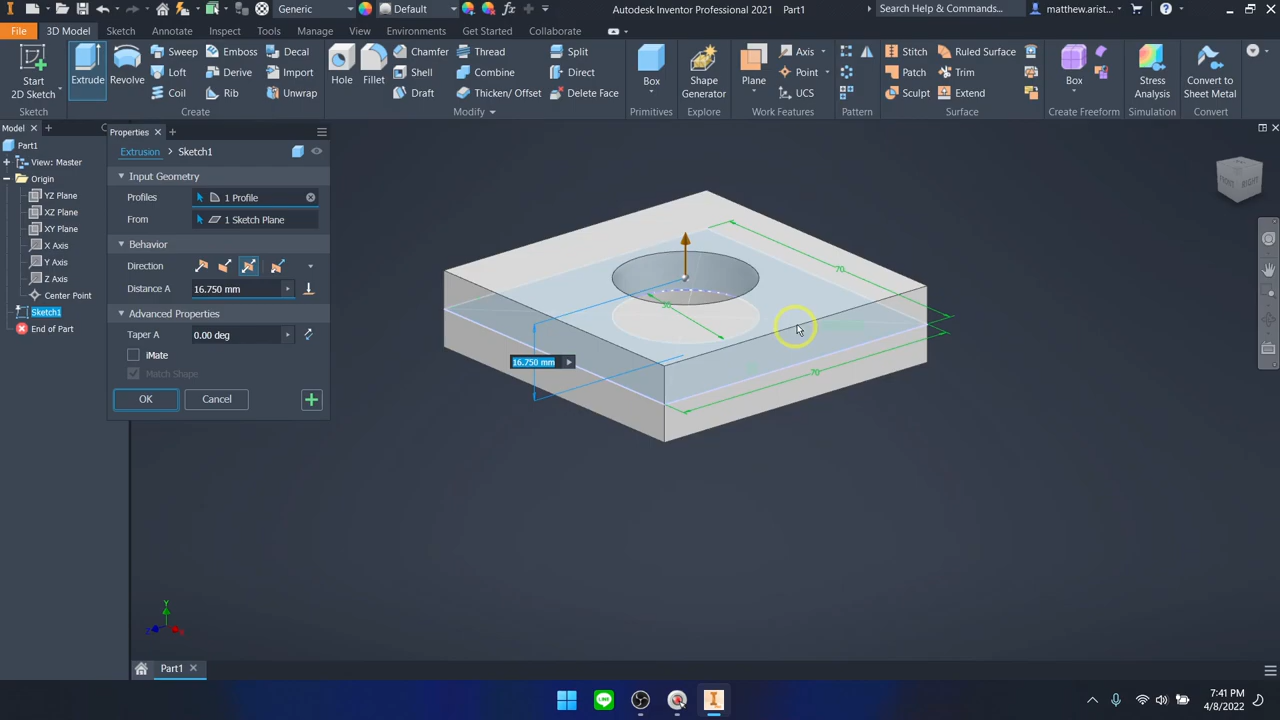 Generic
Default
Autodesk Inventor Professional 2021 Part1
Search Help & Commands...
matthew.arist...
File 3D Model Sketch Annotate Inspect Tools Manage View Environments Get Started Collaborate
Start
2D Sketch
Extrude
Revolve
Sweep
Loft
Coil
Emboss
Derive
Rib
Decal
Import
Unwrap
Hole
Fillet
Chamfer
Shell
Draft
Thread
Combine
Thicken/ Offset
Split
Direct
Delete Face
Box
Shape
Generator
Plane
Axis
Point
UCS
Stitch
Patch
Sculpt
Ruled Surface
Trim
Extend
Box
Stress
Analysis
Convert to
Sheet Metal
Sketch Create Modify Primitives Explore Work Features Pattern Surface Create Freeform Simulation Convert
Model
Part1
View: Master
Origin
YZ Plane
XZ Plane
XY Plane
X Axis
Y Axis
Z Axis
Center Point
Sketch1
End of Part
Properties
Extrusion > Sketch1
Input Geometry
Profiles 1 Profile
From 1 Sketch Plane
Behavior
Direction
Distance A 16.750 mm
Advanced Properties
Taper A 0.00 deg
iMate
Match Shape
OK Cancel
FRONT RIGHT
70
16.750 mm
70
Y
Z
X
Part1
7:41 PM
4/8/2022